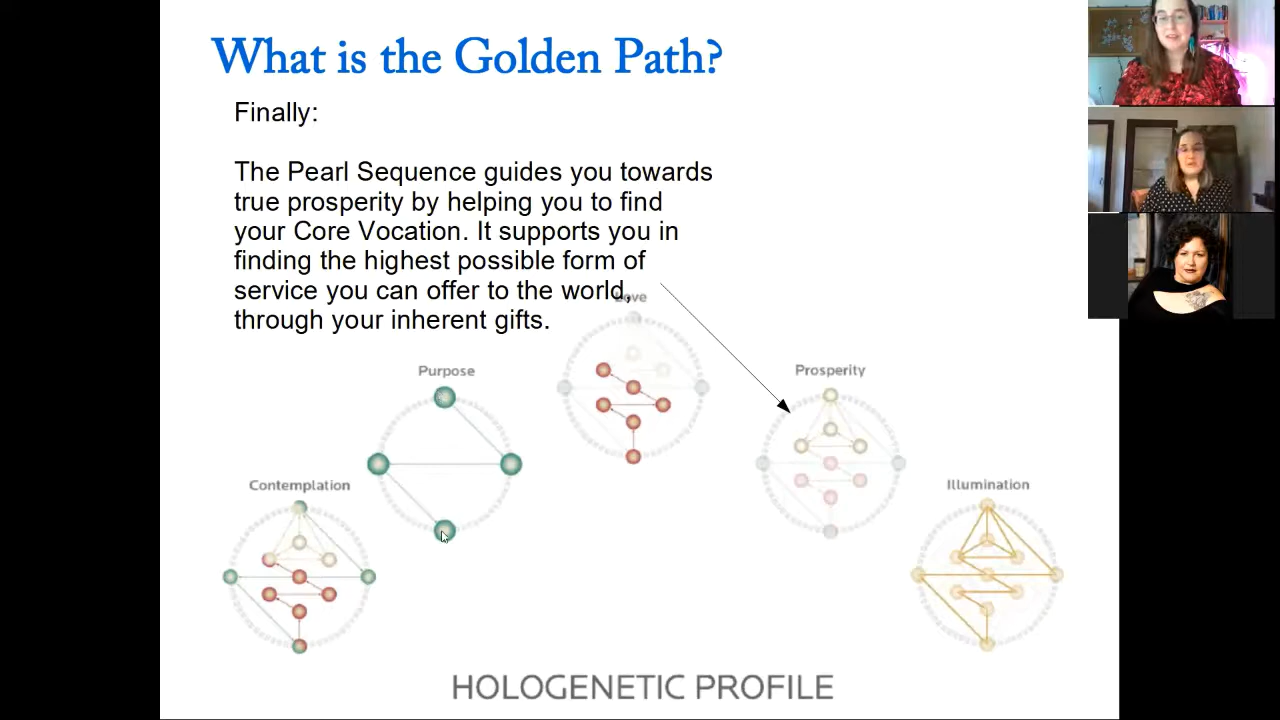 What is the Golden Path?
Finally:
The Pearl Sequence guides you towards
true prosperity by helping you to find
your Core Vocation. It supports you in
finding the highest possible form of
service you can offer to the world,
through your inherent gifts.
Love
Purpose
Prosperity
Contemplation
Illumination
HOLOGENETIC PROFILE